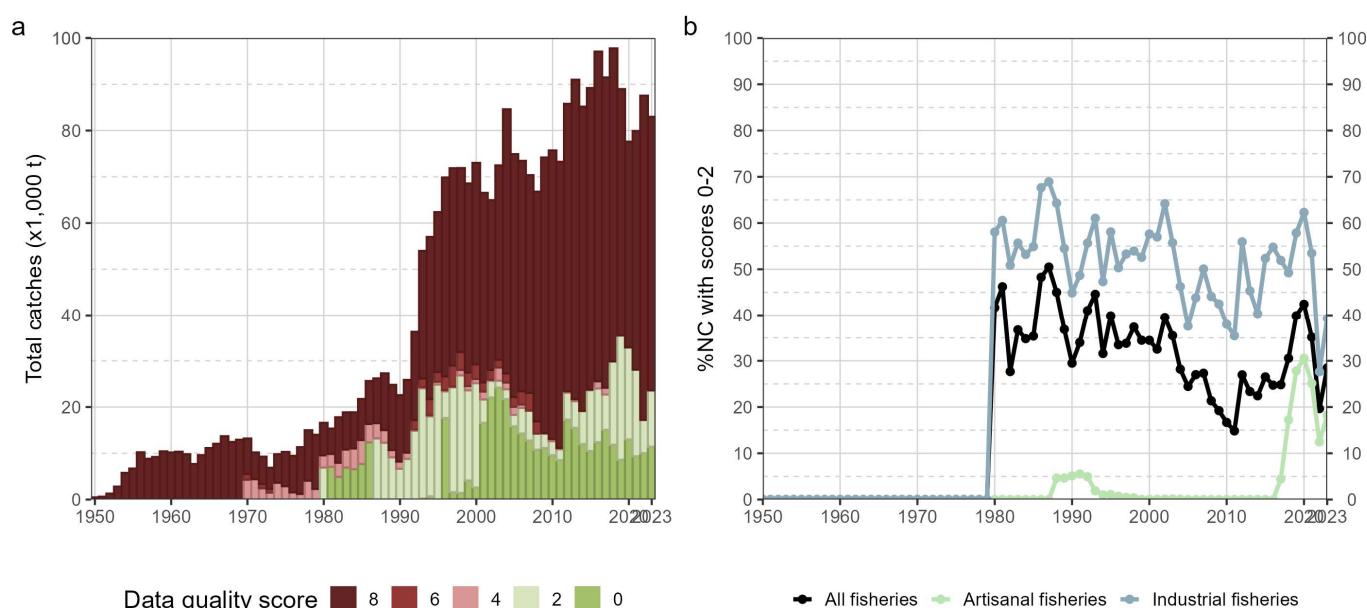 a
Total catches (x1,000 t)
100
80
60
40
20
0
1950 1960 1970 1980 1990 2000 2010 2020 2023
Data quality score 8 6 4 2 0
b
%NC with scores 0-2
100 100
90 90
80 80
70 70
60 60
50 50
40 40
30 30
20 20
10 10
0 0
1950 1960 1970 1980 1990 2000 2010 2020 2023
All fisheries Artisanal fisheries Industrial fisheries